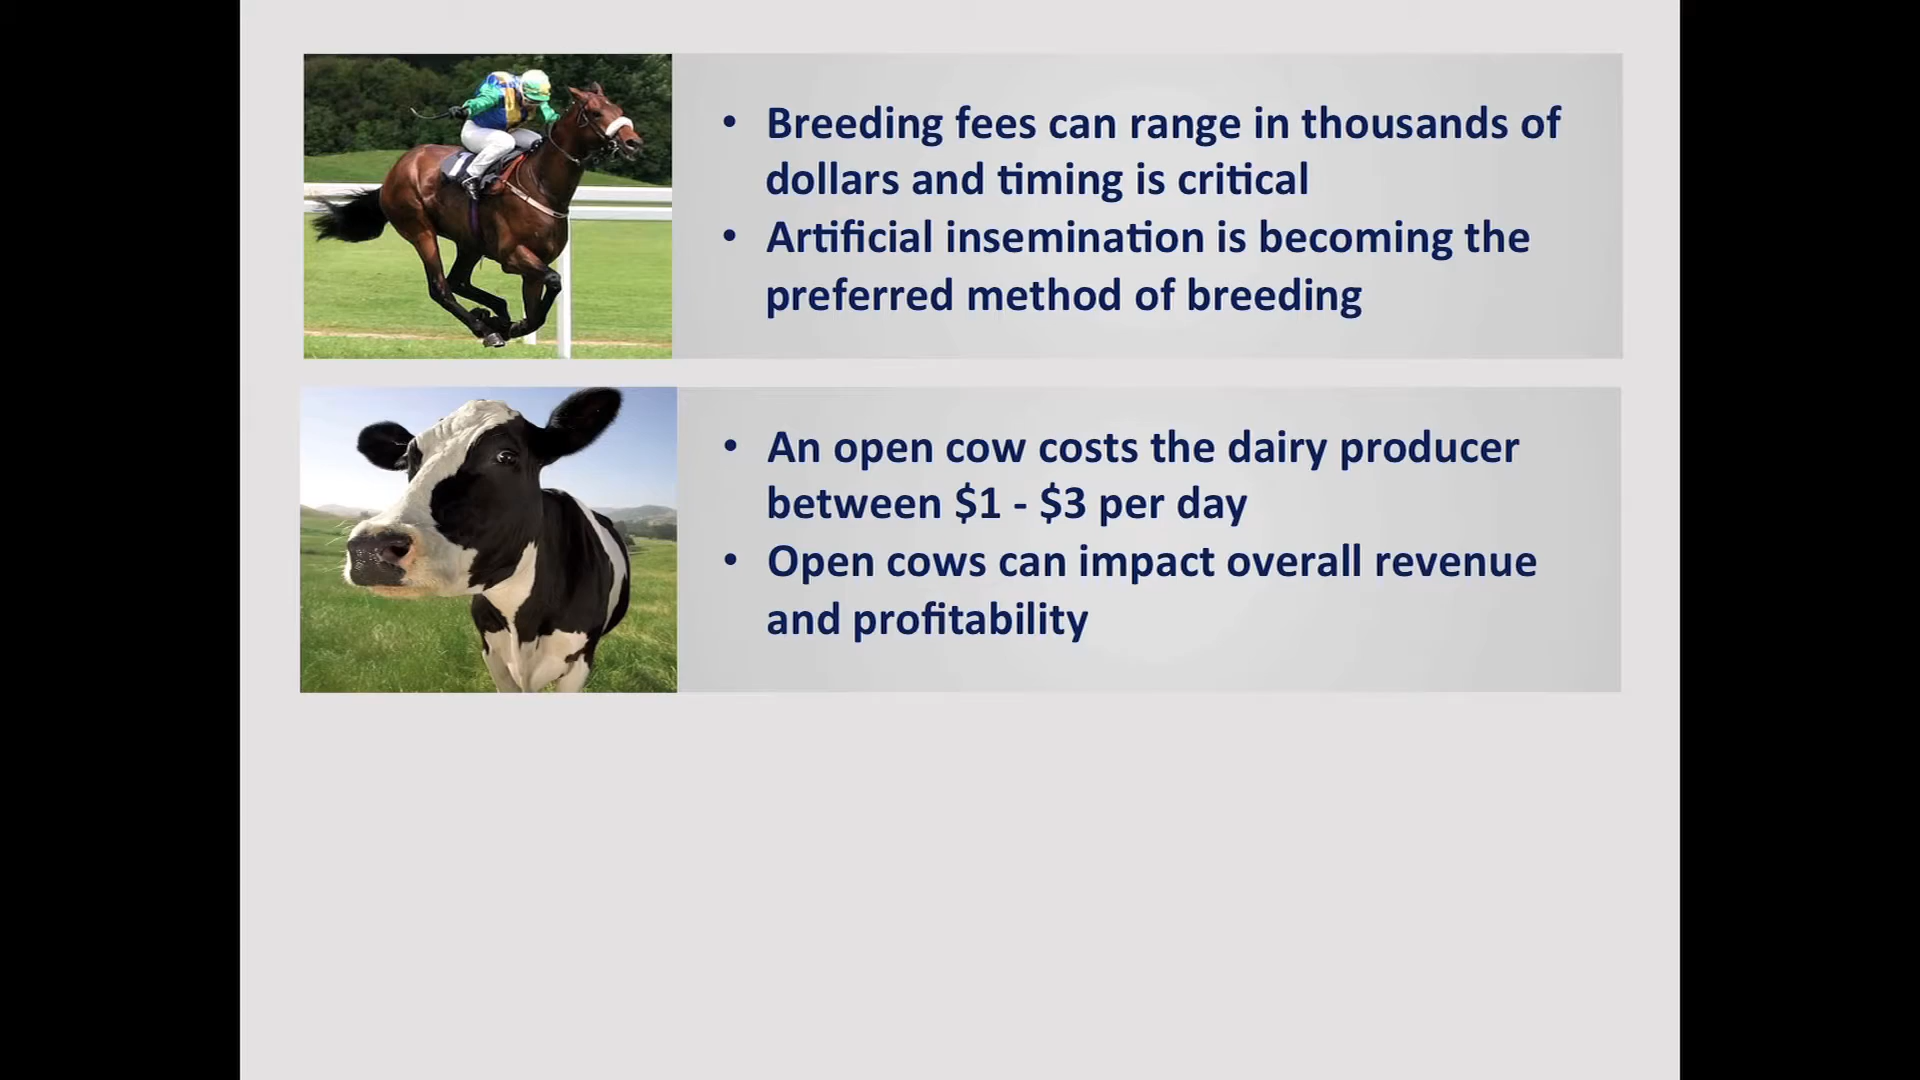 • Breeding fees can range in thousands of
dollars and timing is critical
• Artificial insemination is becoming the
preferred method of breeding
• An open cow costs the dairy producer
between $1 - $3 per day
• Open cows can impact overall revenue
and profitability